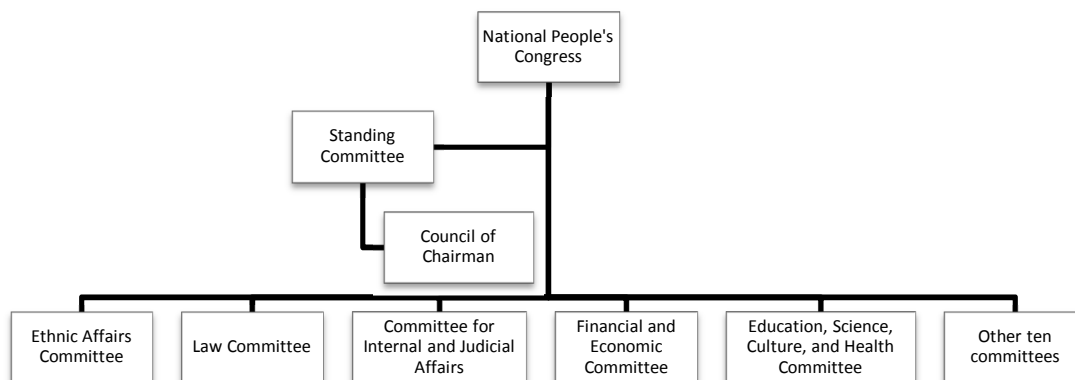 National People's
Congress
Standing
Committee
Council of
Chairman
Ethnic Affairs
Committee
Law Committee
Committee for
Internal and Judicial
Affairs
Financial and
Economic
Committee
Education, Science,
Culture, and Health
Committee
Other ten
committees